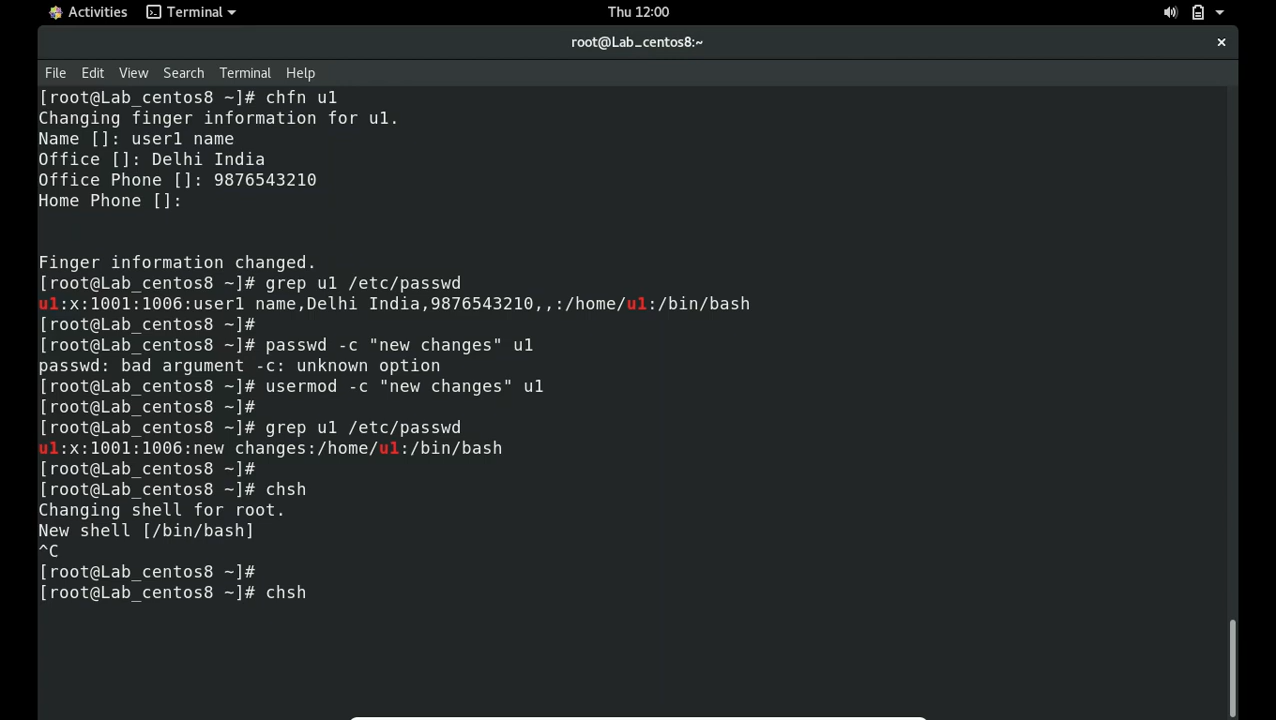 Activities Terminal Thu 12:00
root@Lab_centos8:~
File Edit View Search Terminal Help
[root@Lab_centos8 ~]# chfn u1
Changing finger information for u1.
Name []: user1 name
Office []: Delhi India
Office Phone []: 9876543210
Home Phone []:
Finger information changed.
[root@Lab_centos8 ~]# grep u1 /etc/passwd
u1:x:1001:1006:user1 name,Delhi India,9876543210,,:/home/u1:/bin/bash
[root@Lab_centos8 ~]#
[root@Lab_centos8 ~]# passwd -c "new changes" u1
passwd: bad argument -c: unknown option
[root@Lab_centos8 ~]# usermod -c "new changes" u1
[root@Lab_centos8 ~]#
[root@Lab_centos8 ~]# grep u1 /etc/passwd
u1:x:1001:1006:new changes:/home/u1:/bin/bash
[root@Lab_centos8 ~]#
[root@Lab_centos8 ~]# chsh
Changing shell for root.
New shell [/bin/bash]
^C
[root@Lab_centos8 ~]#
[root@Lab_centos8 ~]# chsh